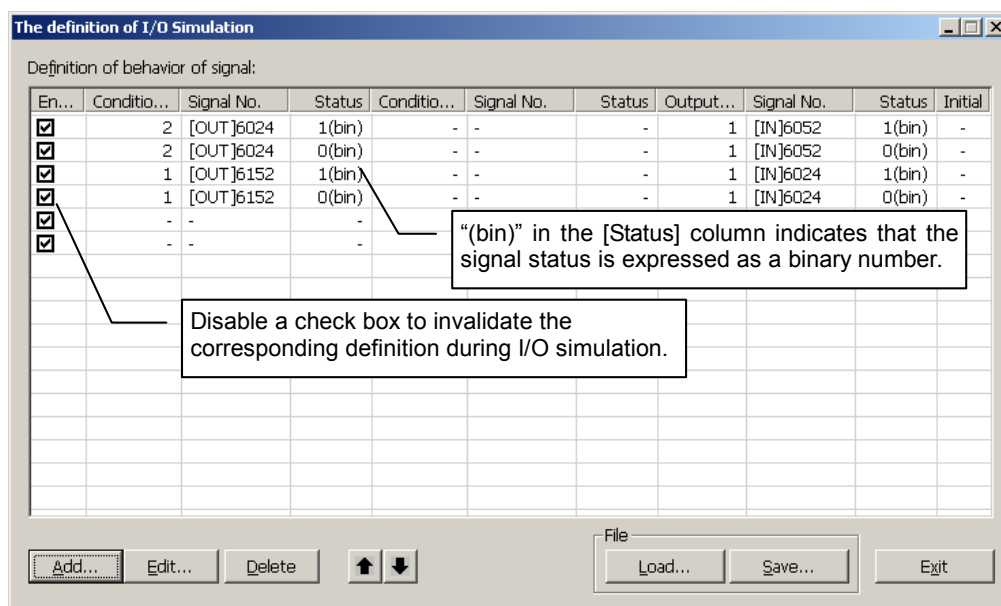 The definition of I/O Simulation
Definition of behavior of signal:
En... Conditio... Signal No. Status Conditio... Signal No. Status Output... Signal No. Status Initial
2 [OUT]6024 1(bin) - - - 1 [IN]6052 1(bin) -
2 [OUT]6024 0(bin) - - - 1 [IN]6052 0(bin) -
1 [OUT]6152 1(bin) - - - 1 [IN]6024 1(bin) -
1 [OUT]6152 0(bin) - - - 1 [IN]6024 0(bin) -
- - -
- - -
“(bin)” in the [Status] column indicates that the
signal status is expressed as a binary number.
Disable a check box to invalidate the
corresponding definition during I/O simulation.
File
Add... Edit... Delete Load... Save... Exit